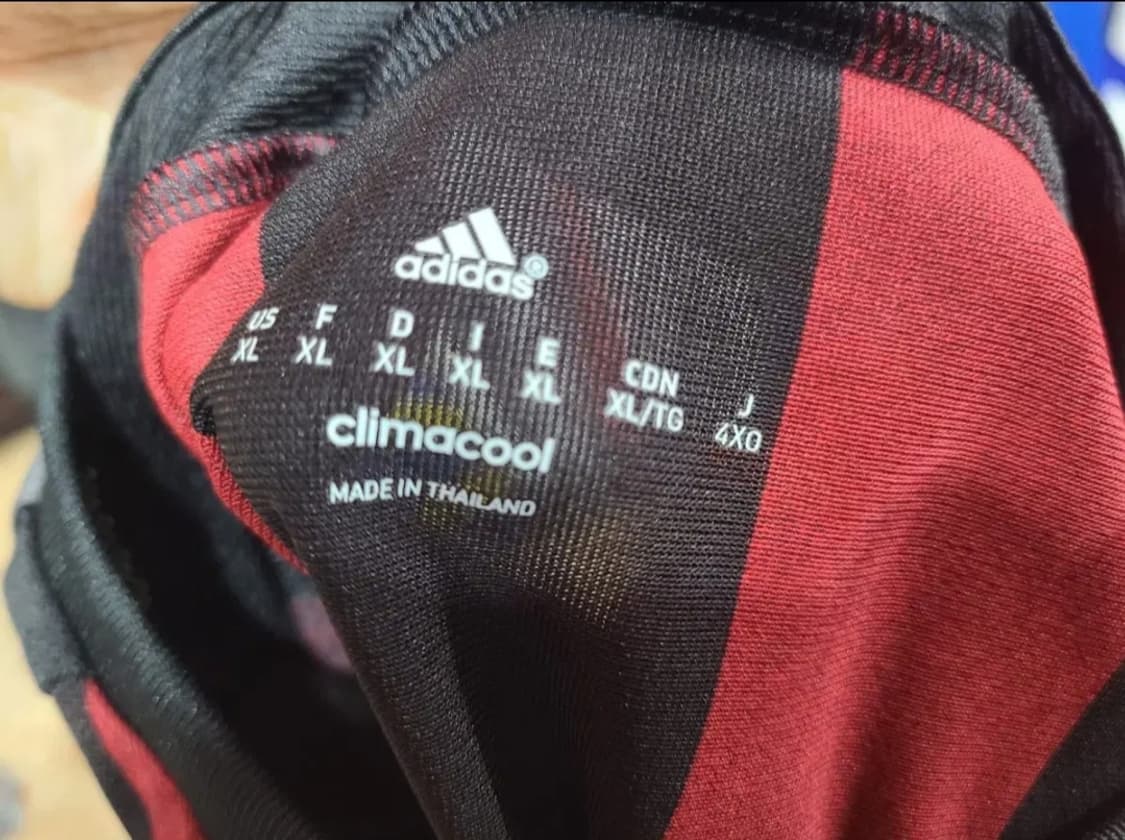 adidas®
US F D I E CDN J
XL XL XL XL XL XL/TG 4XO
climacool
MADE IN THAILAND